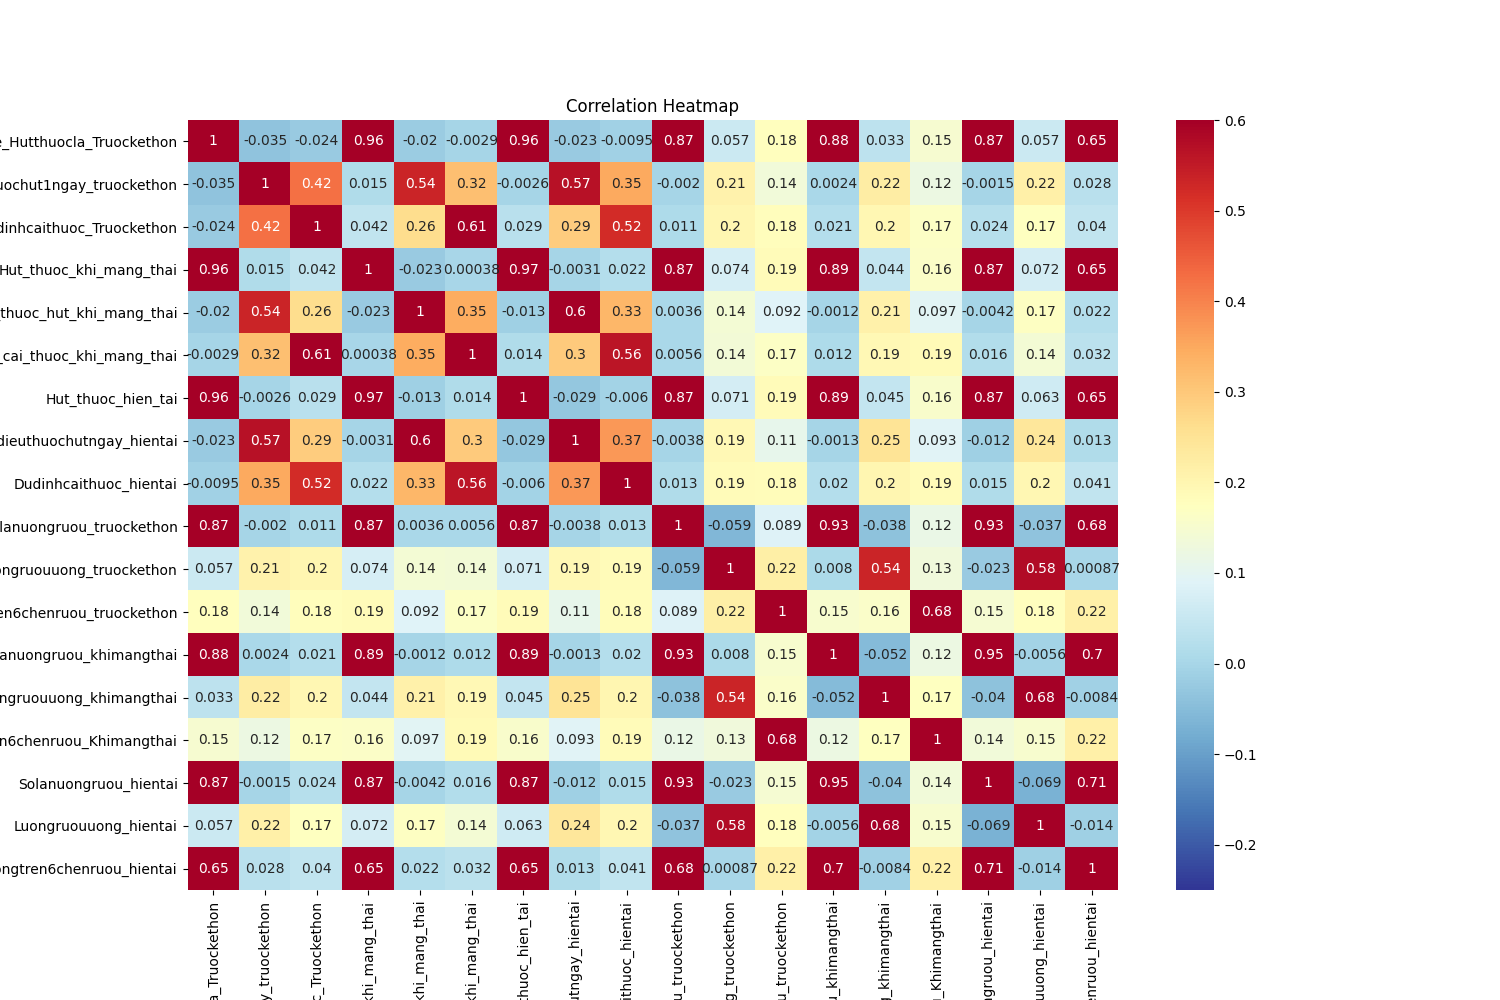 Correlation Heatmap
e_Hutthuocla_Truockethon 1 -0.035 -0.024 0.96 -0.02 -0.0029 0.96 -0.023 -0.0095 0.87 0.057 0.18 0.88 0.033 0.15 0.87 0.057 0.65
uochut1ngay_truockethon -0.035 1 0.42 0.015 0.54 0.32 -0.0026 0.57 0.35 -0.002 0.21 0.14 0.0024 0.22 0.12 -0.0015 0.22 0.028
dinhcaithuoc_Truockethon -0.024 0.42 1 0.042 0.26 0.61 0.029 0.29 0.52 0.011 0.2 0.18 0.021 0.2 0.17 0.024 0.17 0.04
Hut_thuoc_khi_mang_thai 0.96 0.015 0.042 1 -0.023 0.00038 0.97 -0.0031 0.022 0.87 0.074 0.19 0.89 0.044 0.16 0.87 0.072 0.65
_thuoc_hut_khi_mang_thai -0.02 0.54 0.26 -0.023 1 0.35 -0.013 0.6 0.33 0.0036 0.14 0.092 -0.0012 0.21 0.097 -0.0042 0.17 0.022
_cai_thuoc_khi_mang_thai -0.0029 0.32 0.61 0.00038 0.35 1 0.014 0.3 0.56 0.0056 0.14 0.17 0.012 0.19 0.19 0.016 0.14 0.032
Hut_thuoc_hien_tai 0.96 -0.0026 0.029 0.97 -0.013 0.014 1 -0.029 -0.006 0.87 0.071 0.19 0.89 0.045 0.16 0.87 0.063 0.65
dieuthuochutngay_hientai -0.023 0.57 0.29 -0.0031 0.6 0.3 -0.029 1 0.37 -0.0038 0.19 0.11 -0.0013 0.25 0.093 -0.012 0.24 0.013
Dudinhcaithuoc_hientai -0.0095 0.35 0.52 0.022 0.33 0.56 -0.006 0.37 1 0.013 0.19 0.18 0.02 0.2 0.19 0.015 0.2 0.041
lanuongruou_truockethon 0.87 -0.002 0.011 0.87 0.0036 0.0056 0.87 -0.0038 0.013 1 -0.059 0.089 0.93 -0.038 0.12 0.93 -0.037 0.68
ongruouuong_truockethon 0.057 0.21 0.2 0.074 0.14 0.14 0.071 0.19 0.19 -0.059 1 0.22 0.008 0.54 0.13 -0.023 0.58 0.00087
en6chenruou_truockethon 0.18 0.14 0.18 0.19 0.092 0.17 0.19 0.11 0.18 0.089 0.22 1 0.15 0.16 0.68 0.15 0.18 0.22
anuongruou_khimangthai 0.88 0.0024 0.021 0.89 -0.0012 0.012 0.89 -0.0013 0.02 0.93 0.008 0.15 1 -0.052 0.12 0.95 -0.0056 0.7
ngruouuong_khimangthai 0.033 0.22 0.2 0.044 0.21 0.19 0.045 0.25 0.2 -0.038 0.54 0.16 -0.052 1 0.17 -0.04 0.68 -0.0084
n6chenruou_Khimangthai 0.15 0.12 0.17 0.16 0.097 0.19 0.16 0.093 0.19 0.12 0.13 0.68 0.12 0.17 1 0.14 0.15 0.22
Solanuongruou_hientai 0.87 -0.0015 0.024 0.87 -0.0042 0.016 0.87 -0.012 0.015 0.93 -0.023 0.15 0.95 -0.04 0.14 1 -0.069 0.71
Luongruouuong_hientai 0.057 0.22 0.17 0.072 0.17 0.14 0.063 0.24 0.2 -0.037 0.58 0.18 -0.0056 0.68 0.15 -0.069 1 -0.014
ongtren6chenruou_hientai 0.65 0.028 0.04 0.65 0.022 0.032 0.65 0.013 0.041 0.68 0.00087 0.22 0.7 -0.0084 0.22 0.71 -0.014 1
a_Truockethon
y_truockethon
c_Truockethon
khi_mang_thai
khi_mang_thai
khi_mang_thai
thuoc_hien_tai
utngay_hientai
aithuoc_hientai
u_truockethon
g_truockethon
u_truockethon
u_khimangthai
g_khimangthai
u_Khimangthai
ngruou_hientai
uuong_hientai
enruou_hientai
0.6
0.5
0.4
0.3
0.2
0.1
0.0
−0.1
−0.2